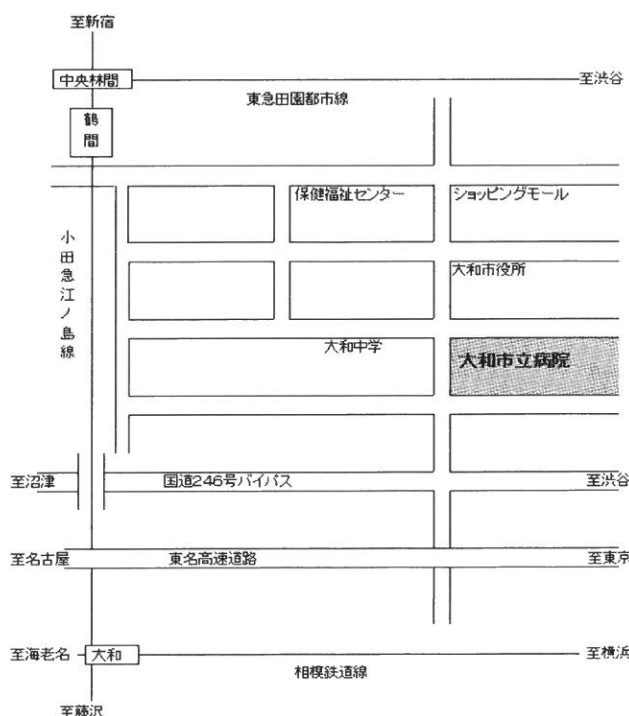 至新宿
中央林間
至渋谷
東急田園都市線
鶴間
保健福祉センター
ショッピングモール
小田急江ノ島線
大和市役所
大和中学
大和市立病院
至沼津
国道246号バイパス
至渋谷
至名古屋
東名高速道路
至東京
至海老名
大和
至横浜
相模鉄道線
至藤沢